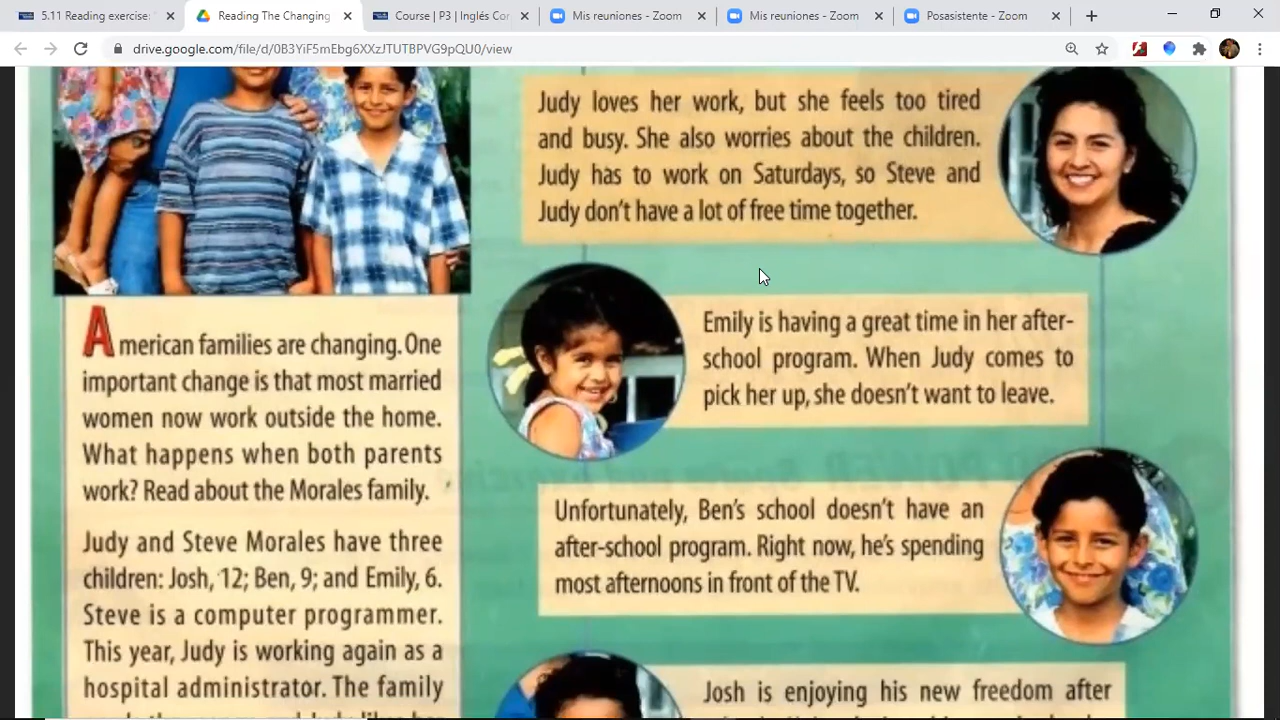 5.11 Reading exercise:
Reading The Changing
Course | P3 | Inglés Con
Mis reuniones - Zoom
Mis reuniones - Zoom
Posasistente - Zoom
drive.google.com/file/d/0B3YiF5mEbg6XXzJTUTBPVG9pQU0/view
Judy loves her work, but she feels too tired
and busy. She also worries about the children.
Judy has to work on Saturdays, so Steve and
Judy don't have a lot of free time together.
Emily is having a great time in her after-
school program. When Judy comes to
pick her up, she doesn't want to leave.
American families are changing. One
important change is that most married
women now work outside the home.
What happens when both parents
work? Read about the Morales family.
Judy and Steve Morales have three
children: Josh, 12; Ben, 9; and Emily, 6.
Steve is a computer programmer.
This year, Judy is working again as a
hospital administrator. The family
Unfortunately, Ben's school doesn't have an
after-school program. Right now, he's spending
most afternoons in front of the TV.
Josh is enjoying his new freedom after